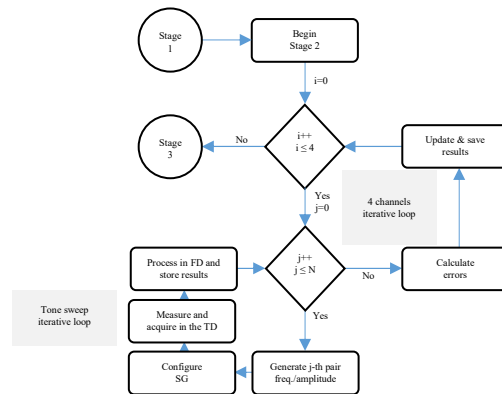 Stage
1
Begin
Stage 2
i=0
Stage
3
No
i++
i ≤ 4
Update & save
results
Yes
j=0
4 channels
iterative loop
Process in FD and
store results
j++
j ≤ N
No
Calculate
errors
Tone sweep
iterative loop
Measure and
acquire in the TD
Yes
Configure
SG
Generate j-th pair
freq./amplitude